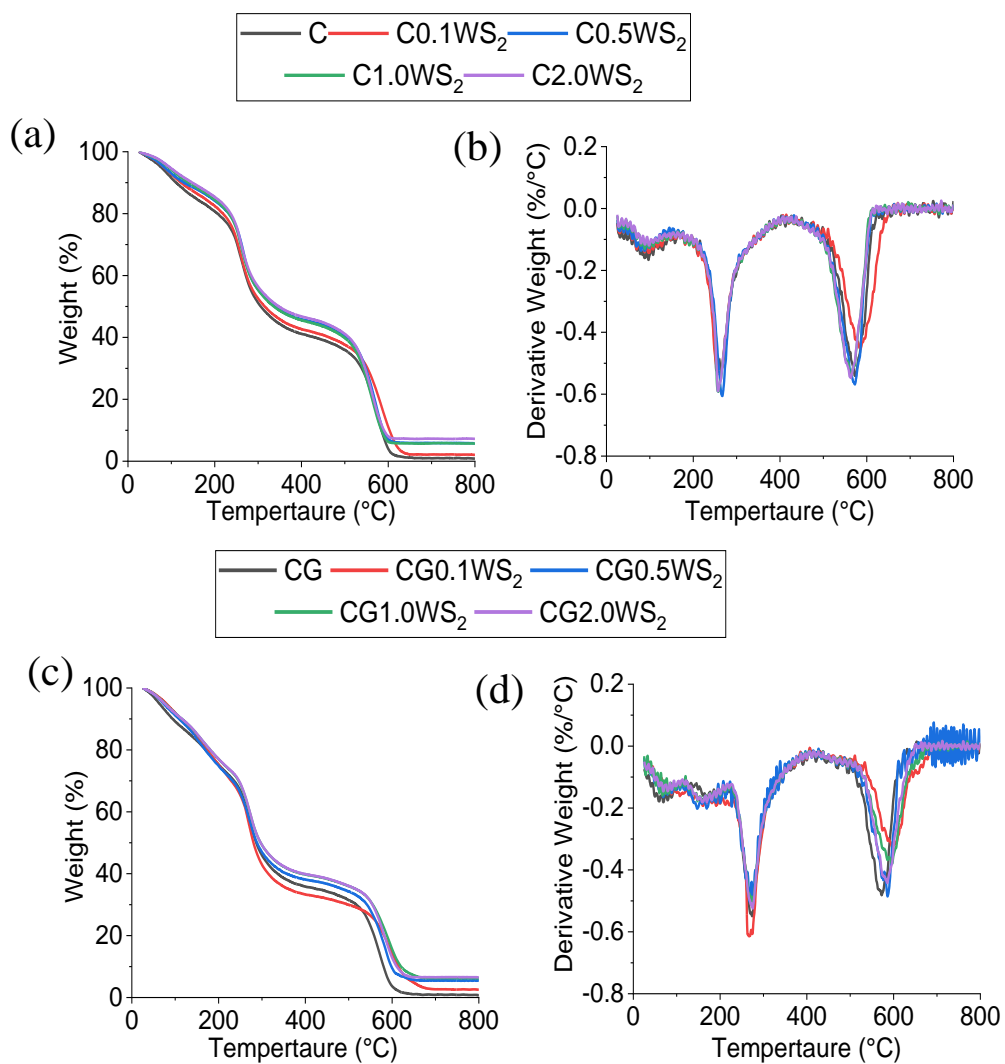 C C0.1WS₂ C0.5WS₂
C1.0WS₂ C2.0WS₂
(a)
100
80
60
40
20
0
Weight (%)
0 200 400 600 800
Tempertaure (°C)
(b)
0.2
0.0
-0.2
-0.4
-0.6
-0.8
Derivative Weight (%/°C)
0 200 400 600 800
Tempertaure (°C)
CG CG0.1WS₂ CG0.5WS₂
CG1.0WS₂ CG2.0WS₂
(c)
100
80
60
40
20
0
Weight (%)
0 200 400 600 800
Tempertaure (°C)
(d)
0.2
0.0
-0.2
-0.4
-0.6
-0.8
Derivative Weight (%/°C)
0 200 400 600 800
Tempertaure (°C)